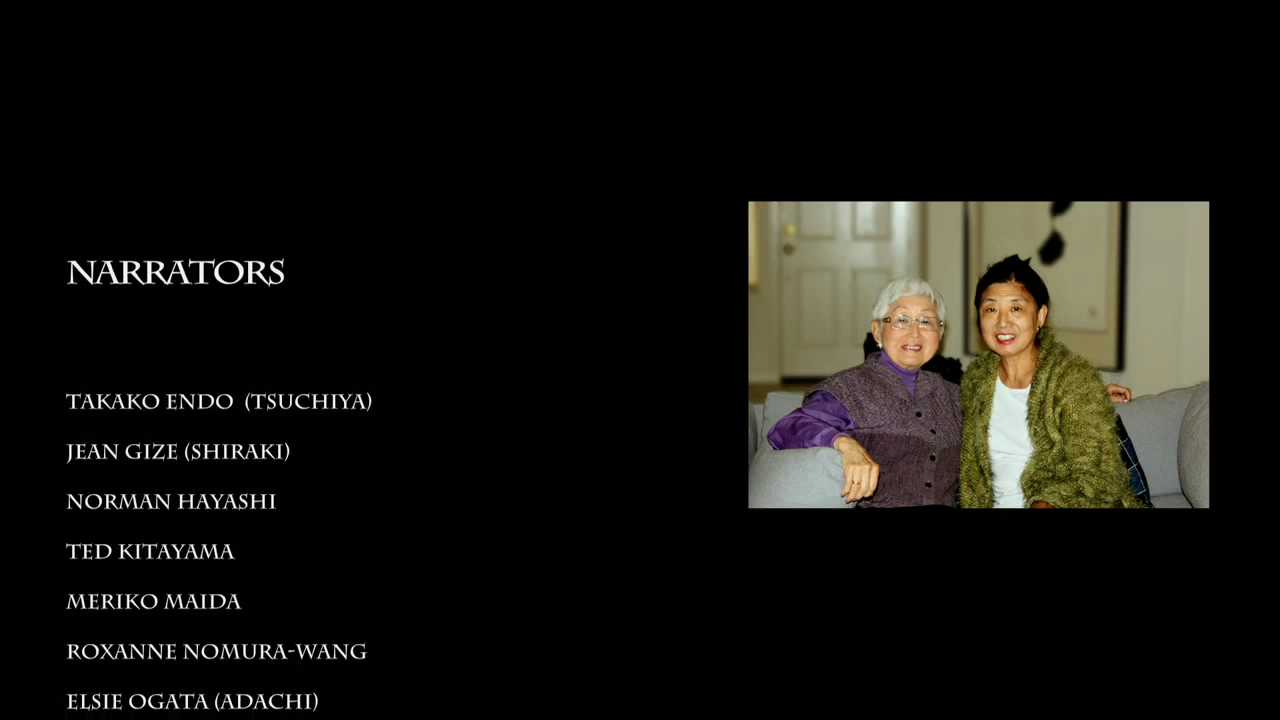 NARRATORS
TAKAKO ENDO (TSUCHIYA)
JEAN GIZE (SHIRAKI)
NORMAN HAYASHI
TED KITAYAMA
MERIKO MAIDA
ROXANNE NOMURA-WANG
ELSIE OGATA (ADACHI)